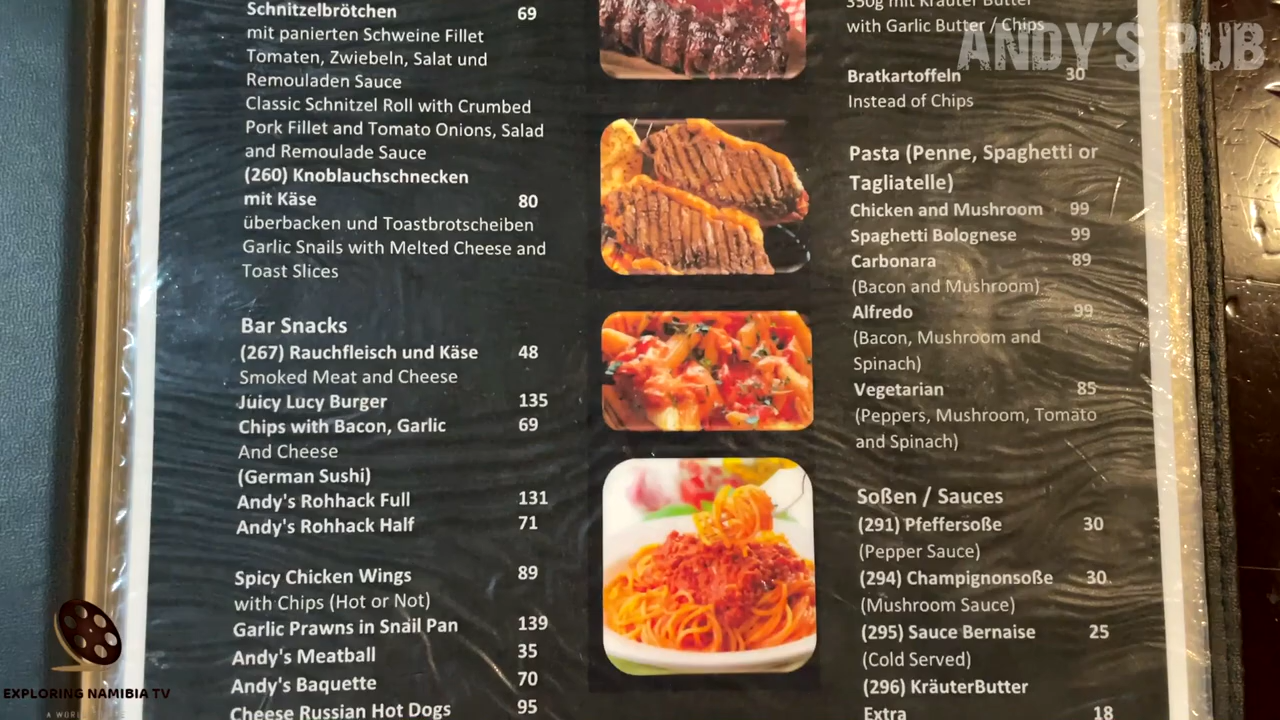 Schnitzelbrötchen 69
mit panierten Schweine Fillet
Tomaten, Zwiebeln, Salat und
Remouladen Sauce
Classic Schnitzel Roll with Crumbed
Pork Fillet and Tomato Onions, Salad
and Remoulade Sauce
(260) Knoblauchschnecken
mit Käse 80
überbacken und Toastbrotscheiben
Garlic Snails with Melted Cheese and
Toast Slices
Bar Snacks
(267) Rauchfleisch und Käse 48
Smoked Meat and Cheese
Juicy Lucy Burger 135
Chips with Bacon, Garlic 69
And Cheese
(German Sushi)
Andy's Rohhack Full 131
Andy's Rohhack Half 71
Spicy Chicken Wings 89
with Chips (Hot or Not)
Garlic Prawns in Snail Pan 139
Andy's Meatball 35
Andy's Baquette 70
Cheese Russian Hot Dogs 95
350g mit Kräuter Butter
with Garlic Butter / Chips
ANDY'S PUB
Bratkartoffeln 30
Instead of Chips
Pasta (Penne, Spaghetti or
Tagliatelle)
Chicken and Mushroom 99
Spaghetti Bolognese 99
Carbonara 89
(Bacon and Mushroom)
Alfredo 99
(Bacon, Mushroom and
Spinach)
Vegetarian 85
(Peppers, Mushroom, Tomato
and Spinach)
Soßen / Sauces
(291) Pfeffersoße 30
(Pepper Sauce)
(294) Champignonsoße 30
(Mushroom Sauce)
(295) Sauce Bernaise 25
(Cold Served)
(296) KräuterButter
Extra 18
EXPLORING NAMIBIA TV